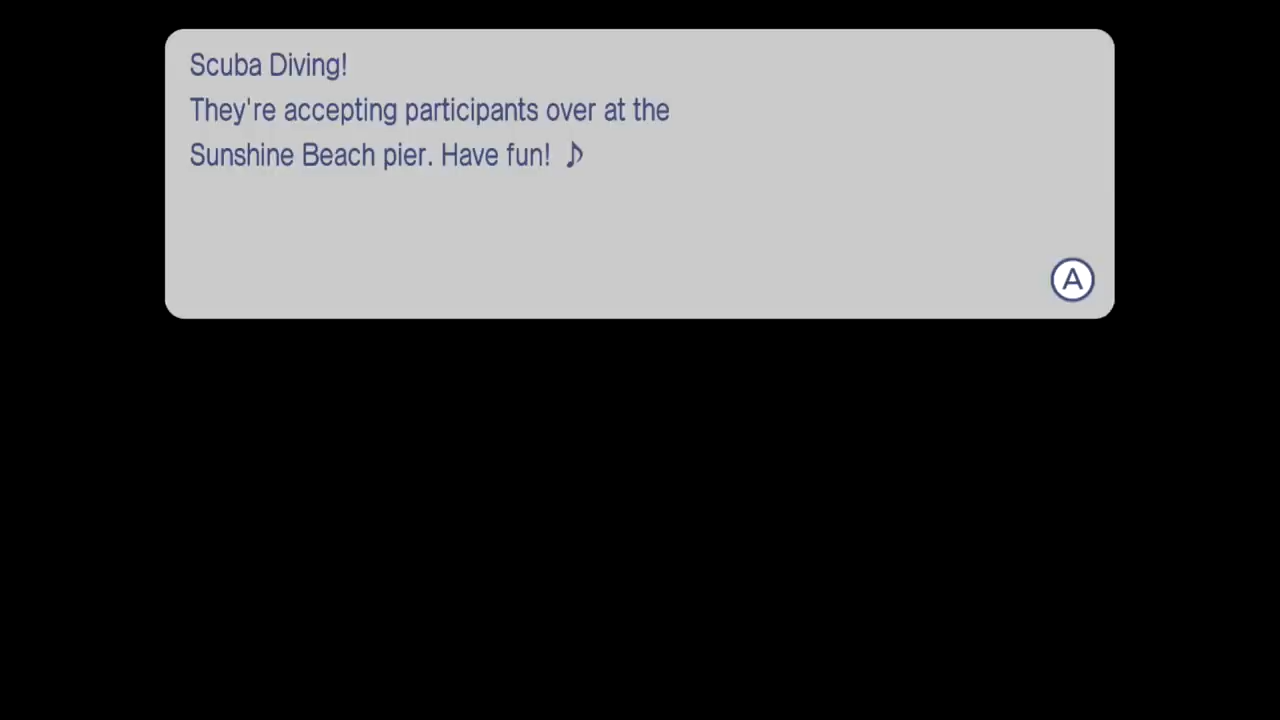 Scuba Diving!
They're accepting participants over at the
Sunshine Beach pier. Have fun! ♪
A